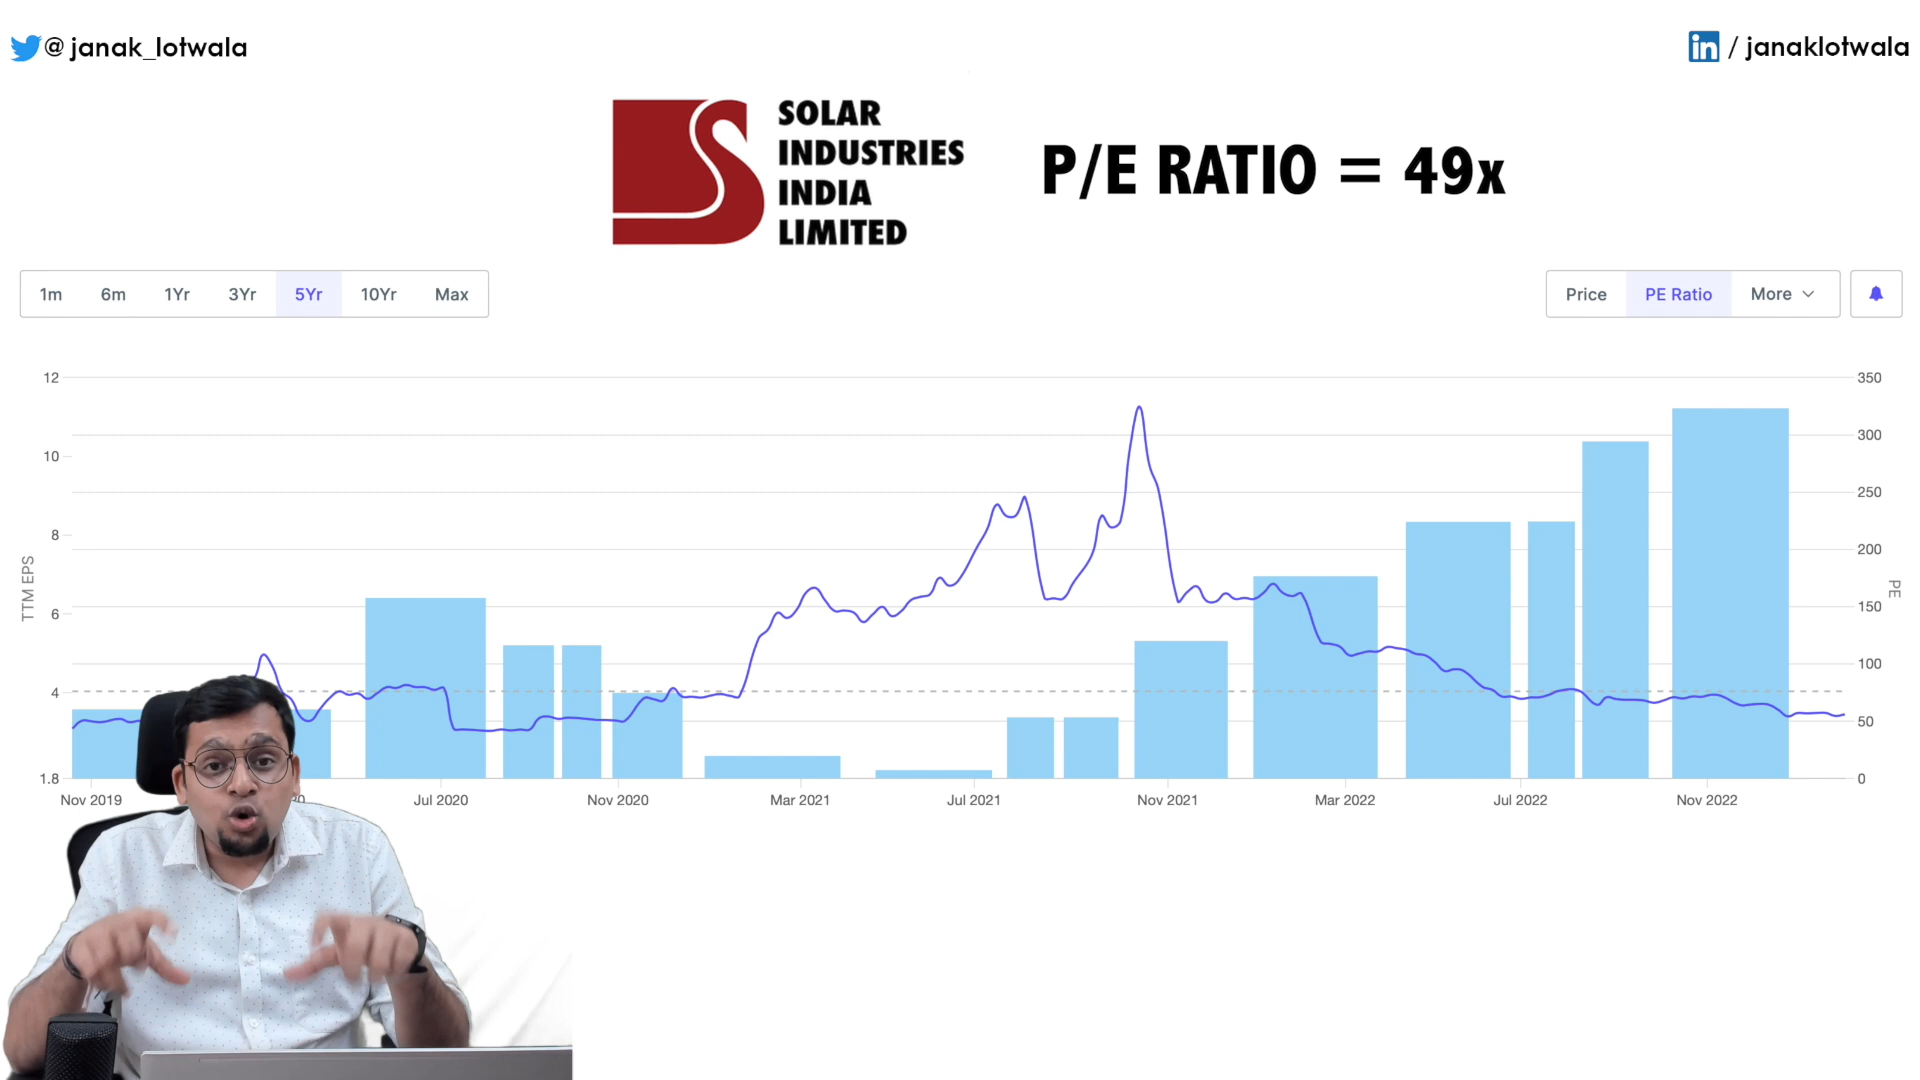 @ janak_lotwala
/ janaklotwala
SOLAR
INDUSTRIES
INDIA
LIMITED
P/E RATIO = 49x
1m 6m 1Yr 3Yr 5Yr 10Yr Max
Price PE Ratio More
12
10
8
6
4
1.8
TTM EPS
350
300
250
200
150
100
50
0
PE
Nov 2019 Jul 2020 Nov 2020 Mar 2021 Jul 2021 Nov 2021 Mar 2022 Jul 2022 Nov 2022